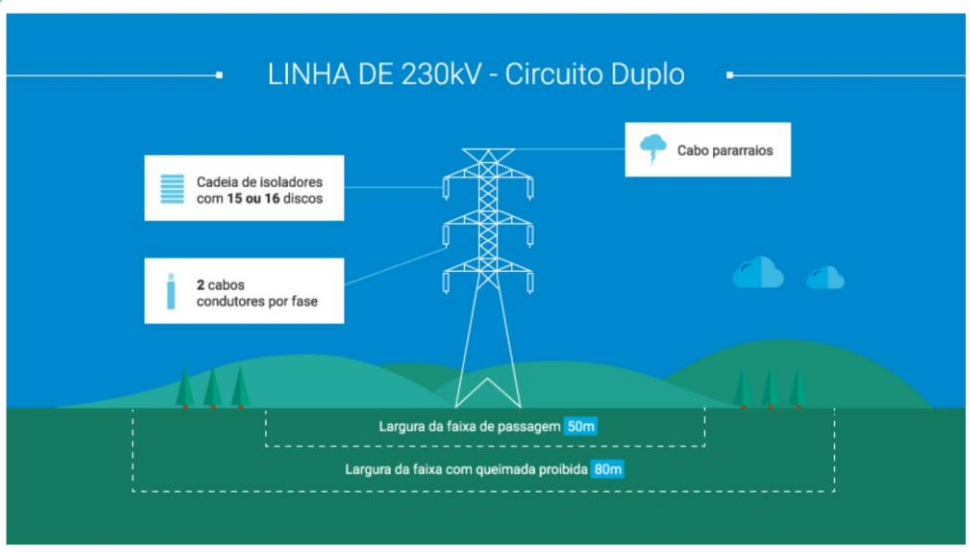 LINHA DE 230kV - Circuito Duplo
Cabo pararraios
Cadeia de isoladores
com 15 ou 16 discos
2 cabos
condutores por fase
Largura da faixa de passagem 50m
Largura da faixa com queimada proibida 80m